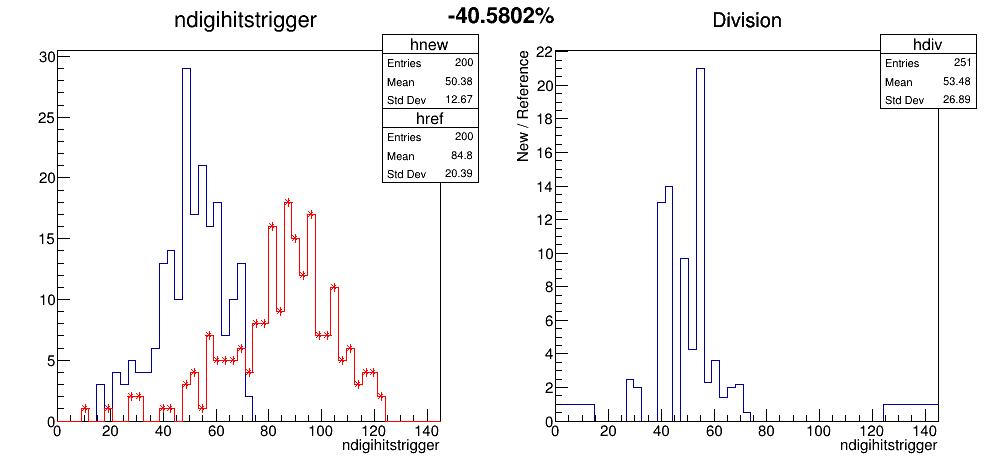 -40.5802%
ndigihitstrigger
hnew
Entries 200
Mean 50.38
Std Dev 12.67
href
Entries 200
Mean 84.8
Std Dev 20.39
30
25
20
15
10
5
0
0 20 40 60 80 100 120 140
ndigihitstrigger
Division
hdiv
Entries 251
Mean 53.48
Std Dev 26.89
New / Reference
22
20
18
16
14
12
10
8
6
4
2
0
0 20 40 60 80 100 120 140
ndigihitstrigger